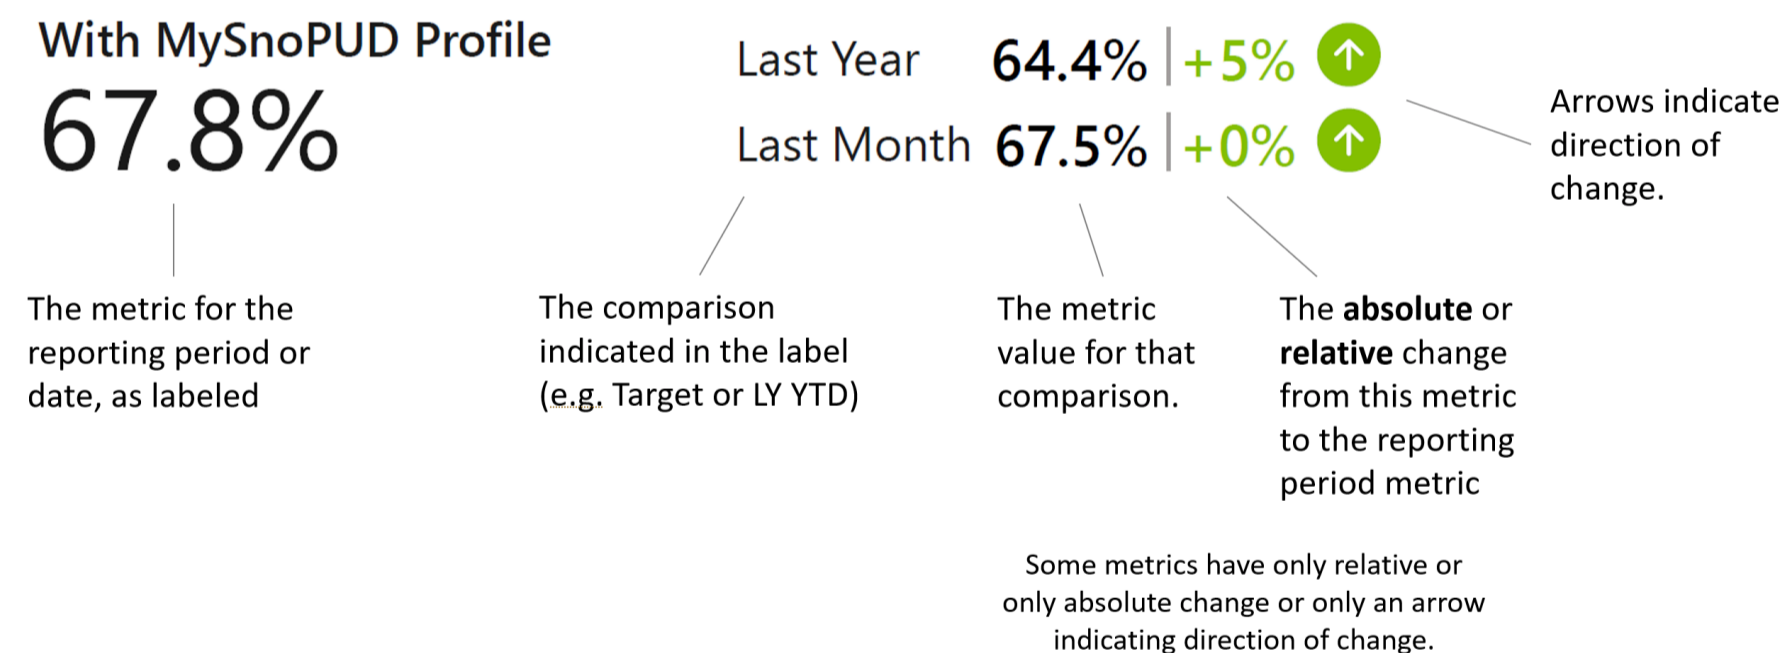 With MySnoPUD Profile
67.8%
Last Year 64.4% +5%
Last Month 67.5% +0%
Arrows indicate
direction of
change.
The metric for the
reporting period or
date, as labeled
The comparison
indicated in the label
(e.g. Target or LY YTD)
The metric
value for that
comparison.
The absolute or
relative change
from this metric
to the reporting
period metric
Some metrics have only relative or
only absolute change or only an arrow
indicating direction of change.